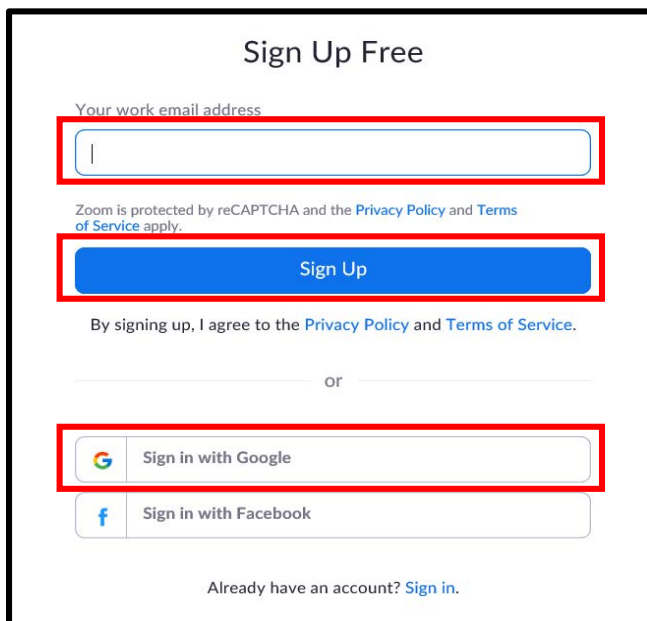 Sign Up Free
Your work email address
Zoom is protected by reCAPTCHA and the Privacy Policy and Terms
of Service apply.
Sign Up
By signing up, I agree to the Privacy Policy and Terms of Service.
or
Sign in with Google
Sign in with Facebook
Already have an account? Sign in.